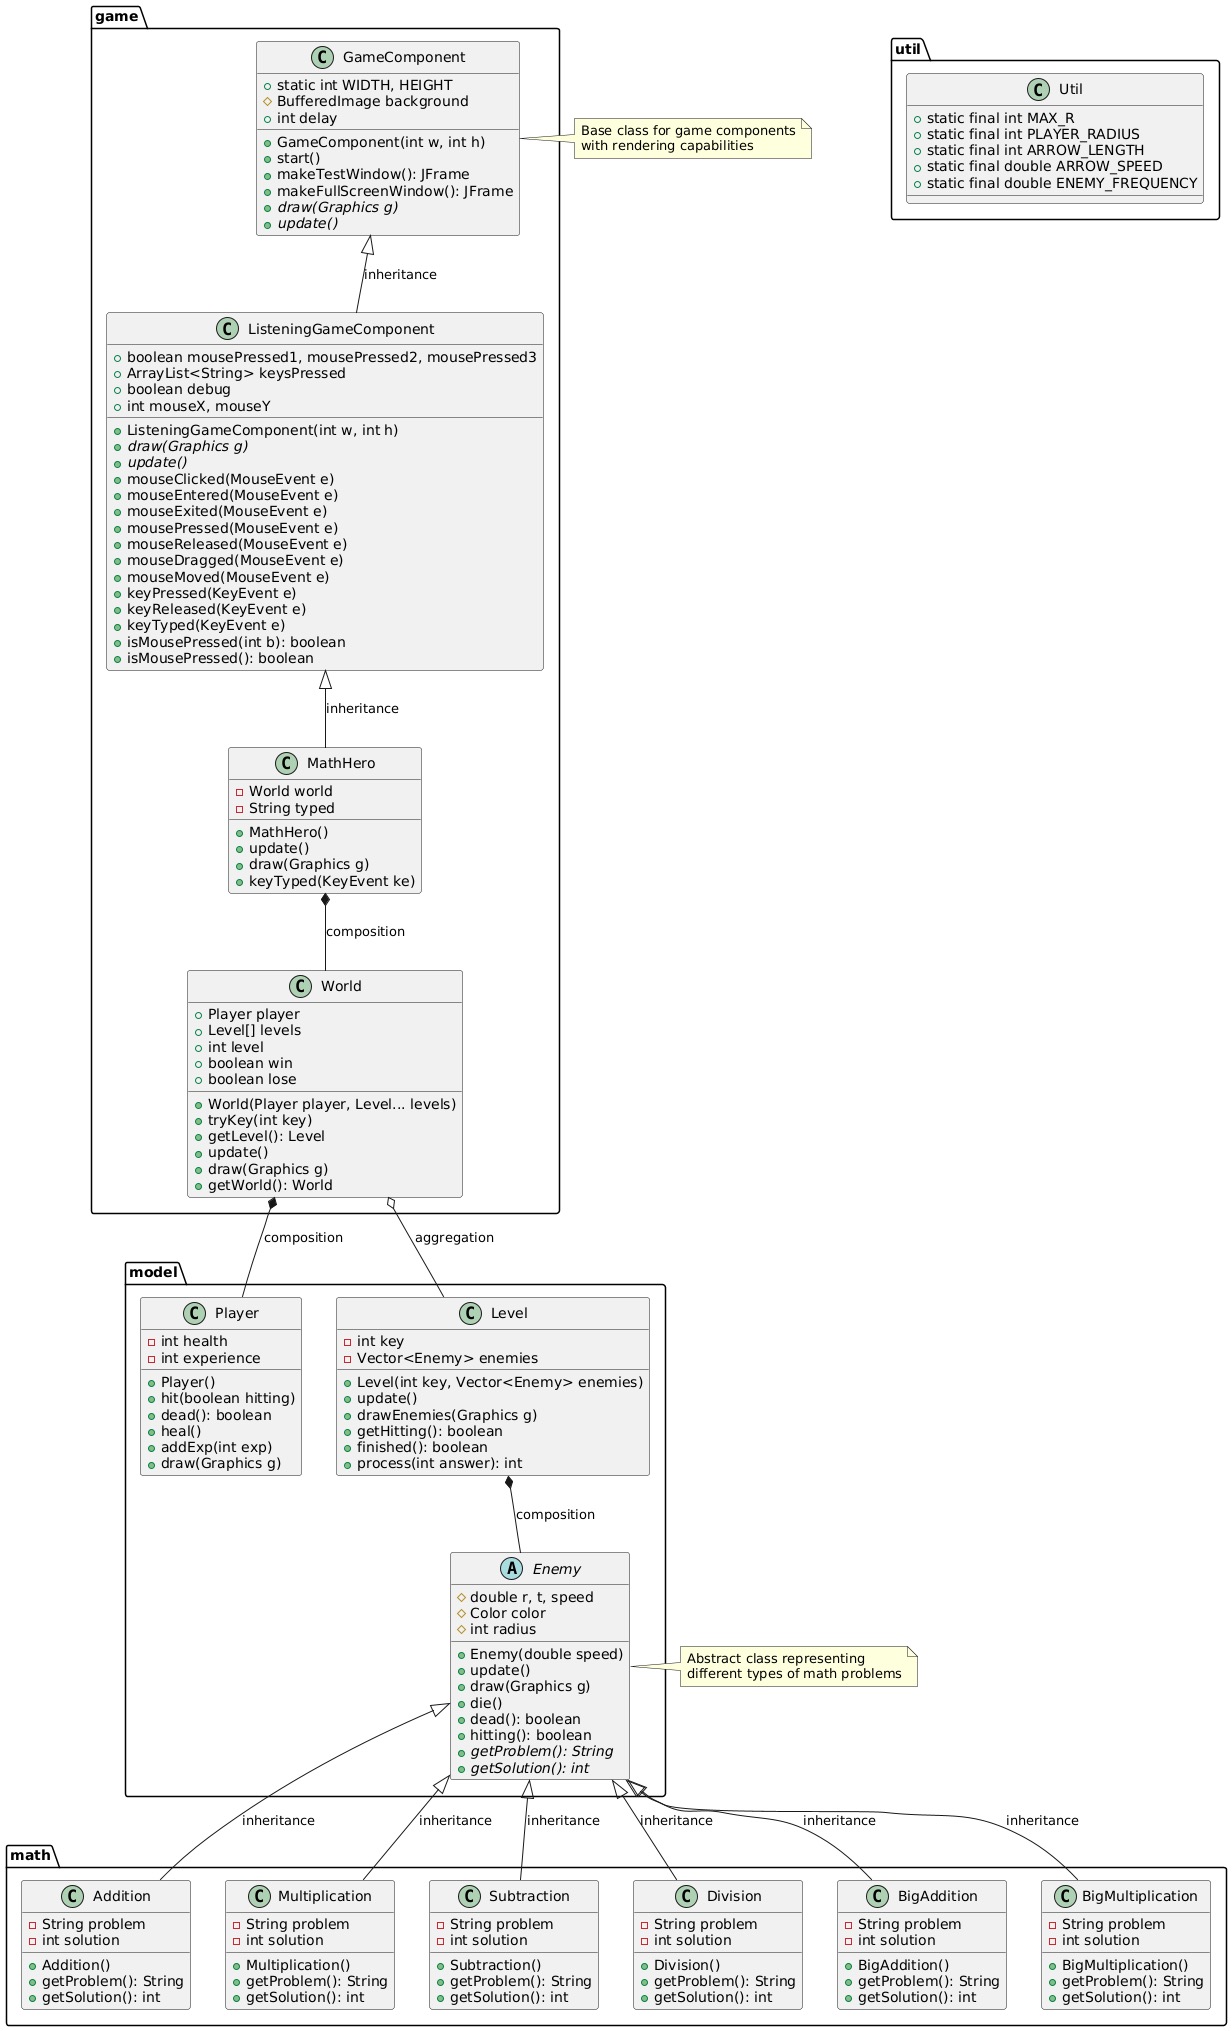 game
C GameComponent
static int WIDTH, HEIGHT
BufferedImage background
int delay
GameComponent(int w, int h)
start()
makeTestWindow(): JFrame
makeFullScreenWindow(): JFrame
draw(Graphics g)
update()
Base class for game components
with rendering capabilities
util
C Util
static final int MAX_R
static final int PLAYER_RADIUS
static final int ARROW_LENGTH
static final double ARROW_SPEED
static final double ENEMY_FREQUENCY
inheritance
C ListeningGameComponent
boolean mousePressed1, mousePressed2, mousePressed3
ArrayList<String> keysPressed
boolean debug
int mouseX, mouseY
ListeningGameComponent(int w, int h)
draw(Graphics g)
update()
mouseClicked(MouseEvent e)
mouseEntered(MouseEvent e)
mouseExited(MouseEvent e)
mousePressed(MouseEvent e)
mouseReleased(MouseEvent e)
mouseDragged(MouseEvent e)
mouseMoved(MouseEvent e)
keyPressed(KeyEvent e)
keyReleased(KeyEvent e)
keyTyped(KeyEvent e)
isMousePressed(int b): boolean
isMousePressed(): boolean
inheritance
C MathHero
World world
String typed
MathHero()
update()
draw(Graphics g)
keyTyped(KeyEvent ke)
composition
C World
Player player
Level[] levels
int level
boolean win
boolean lose
World(Player player, Level... levels)
tryKey(int key)
getLevel(): Level
update()
draw(Graphics g)
getWorld(): World
composition
aggregation
model
C Player
int health
int experience
Player()
hit(boolean hitting)
dead(): boolean
heal()
addExp(int exp)
draw(Graphics g)
C Level
int key
Vector<Enemy> enemies
Level(int key, Vector<Enemy> enemies)
update()
drawEnemies(Graphics g)
getHitting(): boolean
finished(): boolean
process(int answer): int
composition
A Enemy
double r, t, speed
Color color
int radius
Enemy(double speed)
update()
draw(Graphics g)
die()
dead(): boolean
hitting(): boolean
getProblem(): String
getSolution(): int
Abstract class representing
different types of math problems
inheritance
inheritance
inheritance
inheritance
inheritance
inheritance
math
C Addition
String problem
int solution
Addition()
getProblem(): String
getSolution(): int
C Multiplication
String problem
int solution
Multiplication()
getProblem(): String
getSolution(): int
C Subtraction
String problem
int solution
Subtraction()
getProblem(): String
getSolution(): int
C Division
String problem
int solution
Division()
getProblem(): String
getSolution(): int
C BigAddition
String problem
int solution
BigAddition()
getProblem(): String
getSolution(): int
C BigMultiplication
String problem
int solution
BigMultiplication()
getProblem(): String
getSolution(): int